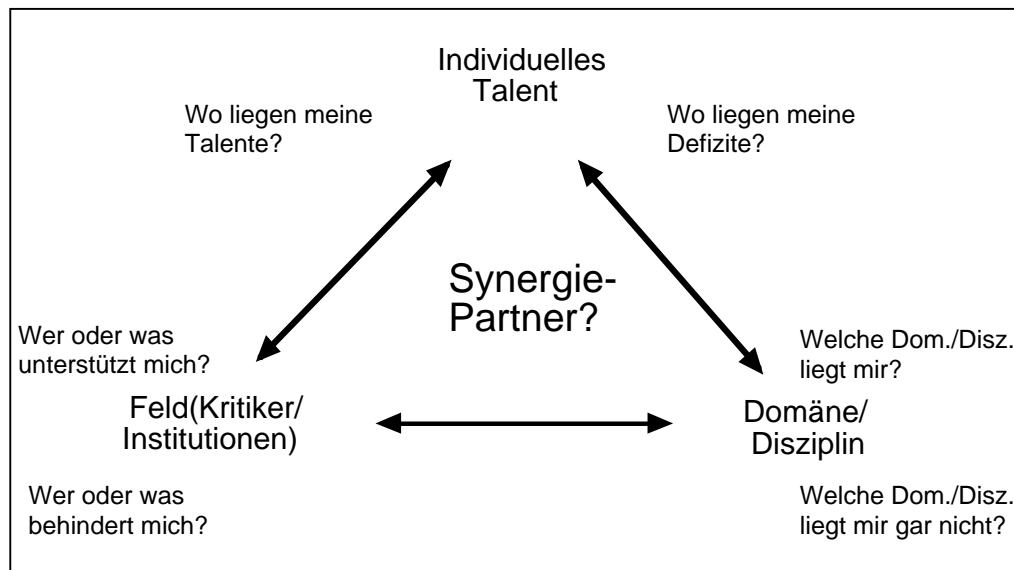 Individuelles
Talent
Wo liegen meine
Talente?
Wo liegen meine
Defizite?
Synergie-
Partner?
Wer oder was
unterstützt mich?
Welche Dom./Disz.
liegt mir?
Feld(Kritiker/
Institutionen)
Domäne/
Disziplin
Wer oder was
behindert mich?
Welche Dom./Disz.
liegt mir gar nicht?